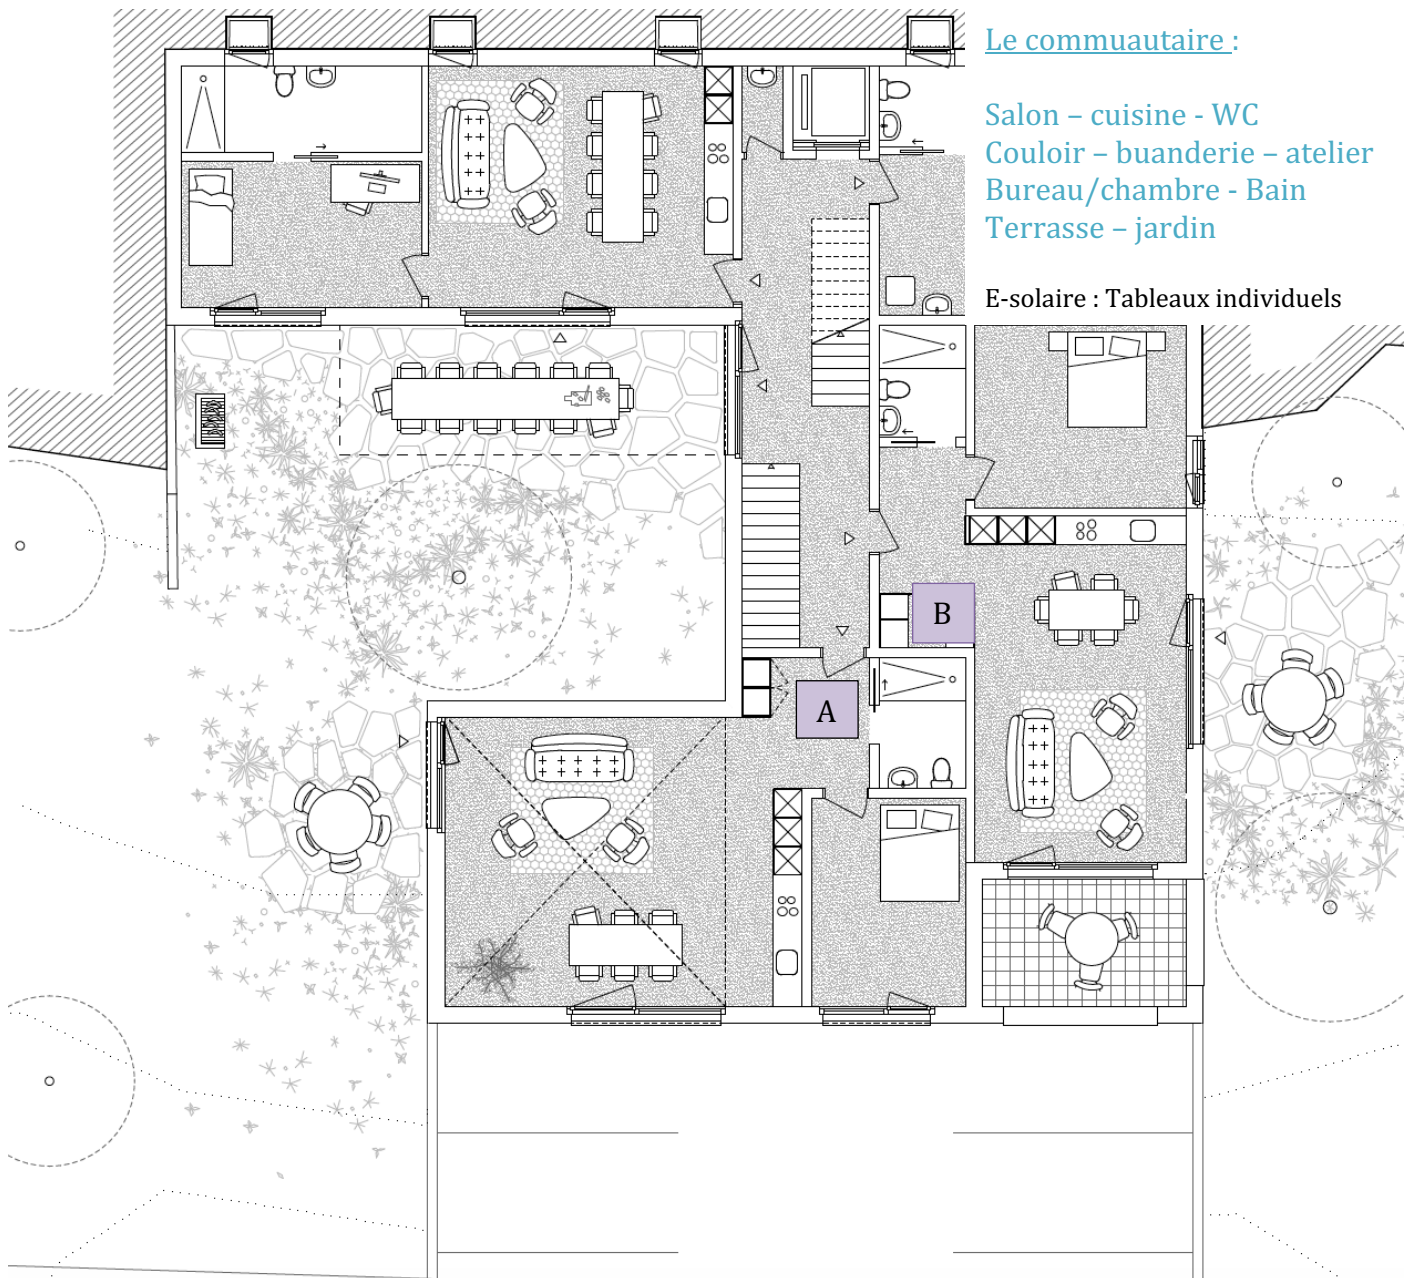 Le commuautaire :
Salon – cuisine - WC
Couloir – buanderie – atelier
Bureau/chambre - Bain
Terrasse – jardin
E-solaire : Tableaux individuels
B
A